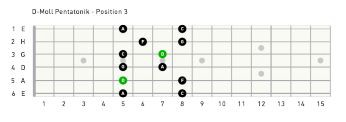 D-Moll Pentatonik - Position 3
1 E A C
2 H F G
3 G C D
4 D G A
5 A D F
6 E A C
1 2 3 4 5 6 7 8 9 10 11 12 13 14 15